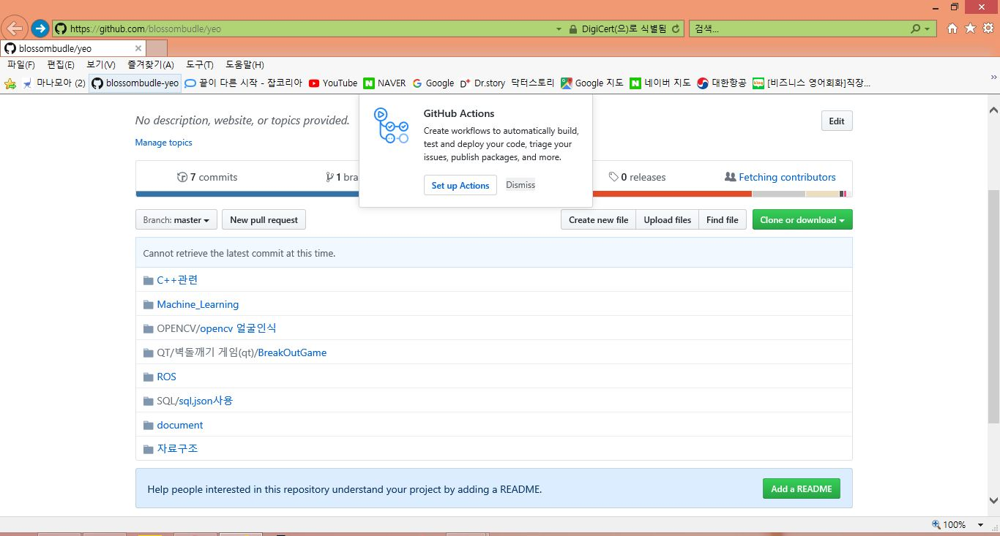 https://github.com/blossombudle/yeo
DigiCert(으)로 식별됨
검색...
blossombudle/yeo
파일(F) 편집(E) 보기(V) 즐겨찾기(A) 도구(T) 도움말(H)
마나모아 (2) blossombudle-yeo 끝이 다른 시작 - 잡코리아 YouTube NAVER Google Dr.story 닥터스토리 Google 지도 네이버 지도 대한항공 [비즈니스 영어회화]직장...
No description, website, or topics provided.
Edit
Manage topics
GitHub Actions
Create workflows to automatically build,
test and deploy your code, triage your
issues, publish packages, and more.
Set up Actions Dismiss
7 commits 1 bra 0 releases Fetching contributors
Branch: master New pull request Create new file Upload files Find file Clone or download
Cannot retrieve the latest commit at this time.
C++관련
Machine_Learning
OPENCV/opencv 얼굴인식
QT/벽돌깨기 게임(qt)/BreakOutGame
ROS
SQL/sql,json사용
document
자료구조
Help people interested in this repository understand your project by adding a README.
Add a README
100%